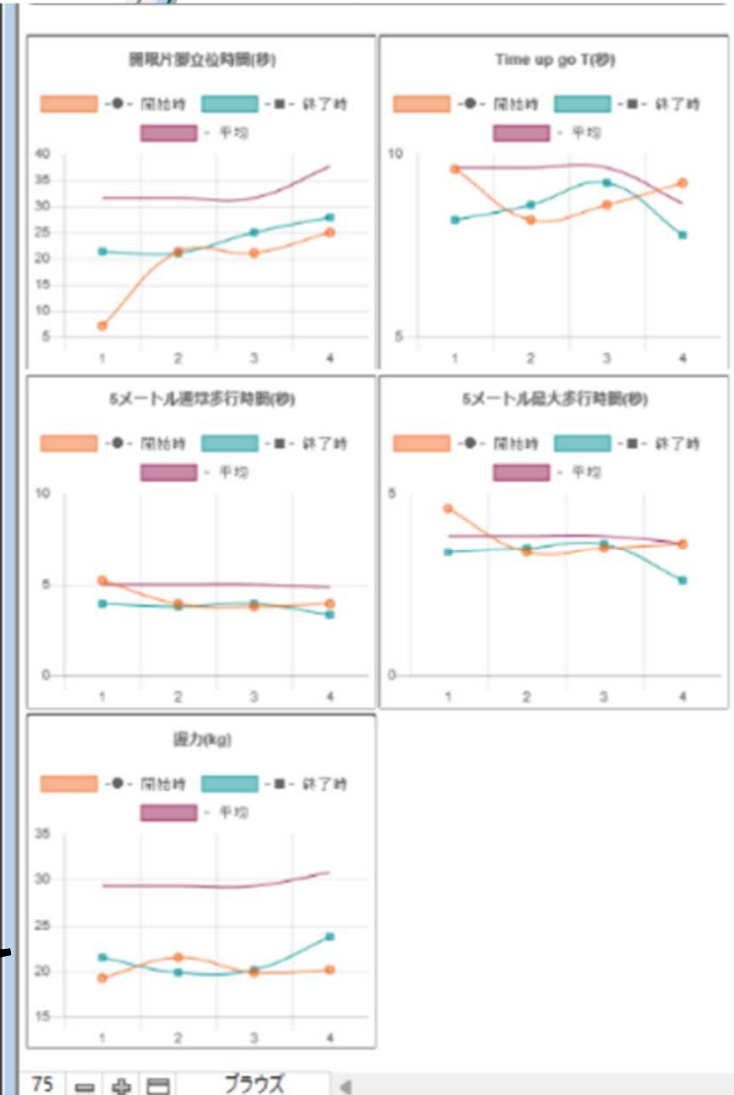 開眼片脚立位時間(秒)
-●- 開始時 -■- 終了時
- 平均
40
35
30
25
20
15
10
5
1 2 3 4
Time up go T(秒)
-●- 開始時 -■- 終了時
- 平均
10
5
1 2 3 4
5メートル通常歩行時間(秒)
-●- 開始時 -■- 終了時
- 平均
10
5
0
1 2 3 4
5メートル最大歩行時間(秒)
-●- 開始時 -■- 終了時
- 平均
5
0
1 2 3 4
握力(kg)
-●- 開始時 -■- 終了時
- 平均
35
30
25
20
15
1 2 3 4
75 ブラウズ